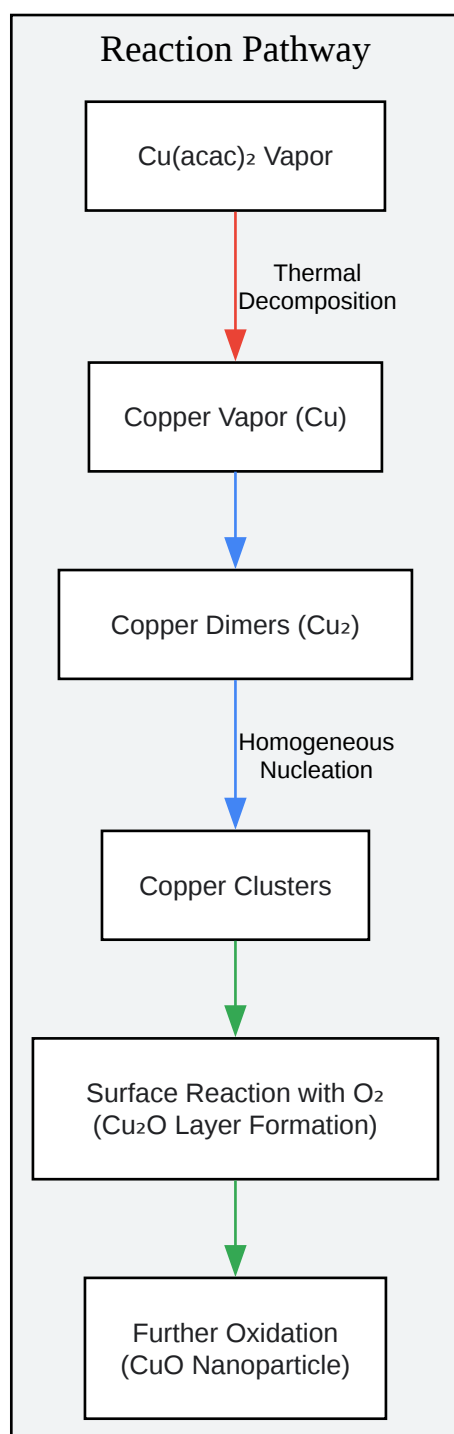 Reaction Pathway
Cu(acac)₂ Vapor
Thermal
Decomposition
Copper Vapor (Cu)
Copper Dimers (Cu₂)
Homogeneous
Nucleation
Copper Clusters
Surface Reaction with O₂
(Cu₂O Layer Formation)
Further Oxidation
(CuO Nanoparticle)